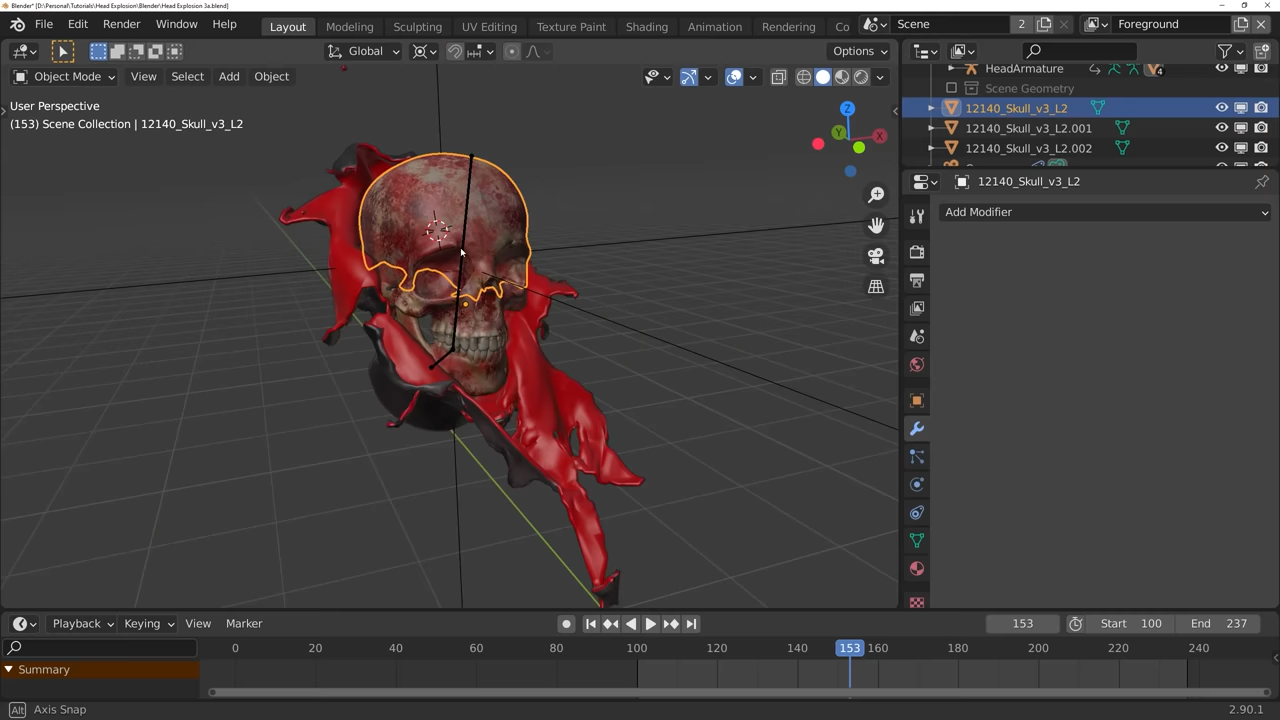 Blender* [D:\Personal\Tutorials\Head Explosion\Blender\Head Explosion 3a.blend]
File Edit Render Window Help Layout Modeling Sculpting UV Editing Texture Paint Shading Animation Rendering Co Scene 2 Foreground
Global Options
Object Mode View Select Add Object
HeadArmature 4
Scene Geometry
User Perspective
(153) Scene Collection | 12140_Skull_v3_L2
12140_Skull_v3_L2
12140_Skull_v3_L2.001
12140_Skull_v3_L2.002
Z
Y
X
12140_Skull_v3_L2
Add Modifier
Playback Keying View Marker 153 Start 100 End 237
0 20 40 60 80 100 120 140 153 160 180 200 220 240
Summary
Alt Axis Snap 2.90.1